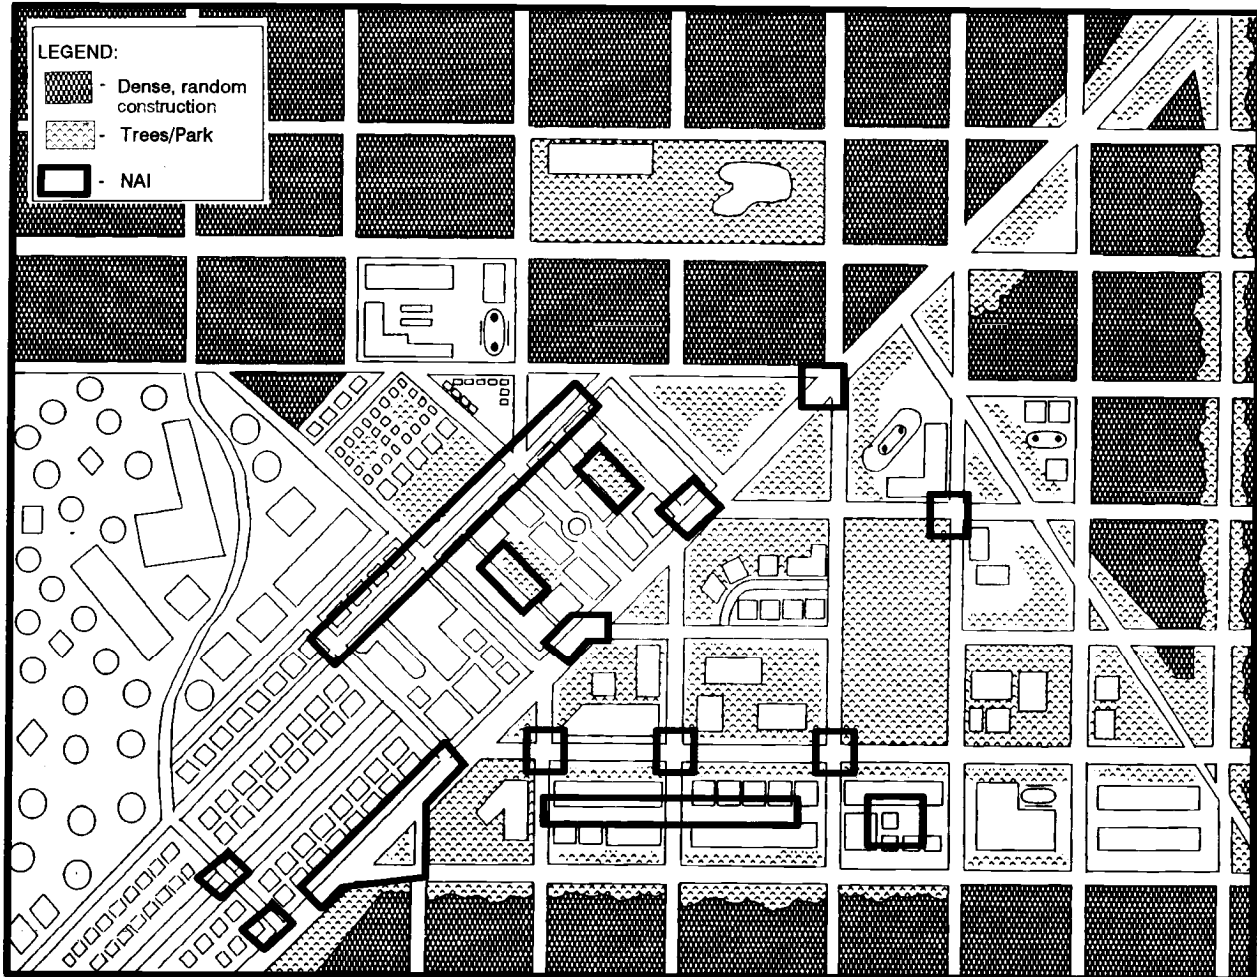 LEGEND:
- Dense, random
construction
- Trees/Park
- NAI